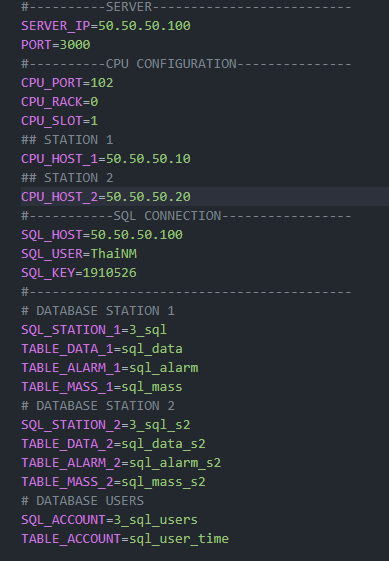 #----------SERVER--------------------------
SERVER_IP=50.50.50.100
PORT=3000
#----------CPU CONFIGURATION---------------
CPU_PORT=102
CPU_RACK=0
CPU_SLOT=1
## STATION 1
CPU_HOST_1=50.50.50.10
## STATION 2
CPU_HOST_2=50.50.50.20
#-----------SQL CONNECTION-----------------
SQL_HOST=50.50.50.100
SQL_USER=ThaiNM
SQL_KEY=1910526
#------------------------------------------
# DATABASE STATION 1
SQL_STATION_1=3_sql
TABLE_DATA_1=sql_data
TABLE_ALARM_1=sql_alarm
TABLE_MASS_1=sql_mass
# DATABASE STATION 2
SQL_STATION_2=3_sql_s2
TABLE_DATA_2=sql_data_s2
TABLE_ALARM_2=sql_alarm_s2
TABLE_MASS_2=sql_mass_s2
# DATABASE USERS
SQL_ACCOUNT=3_sql_users
TABLE_ACCOUNT=sql_user_time